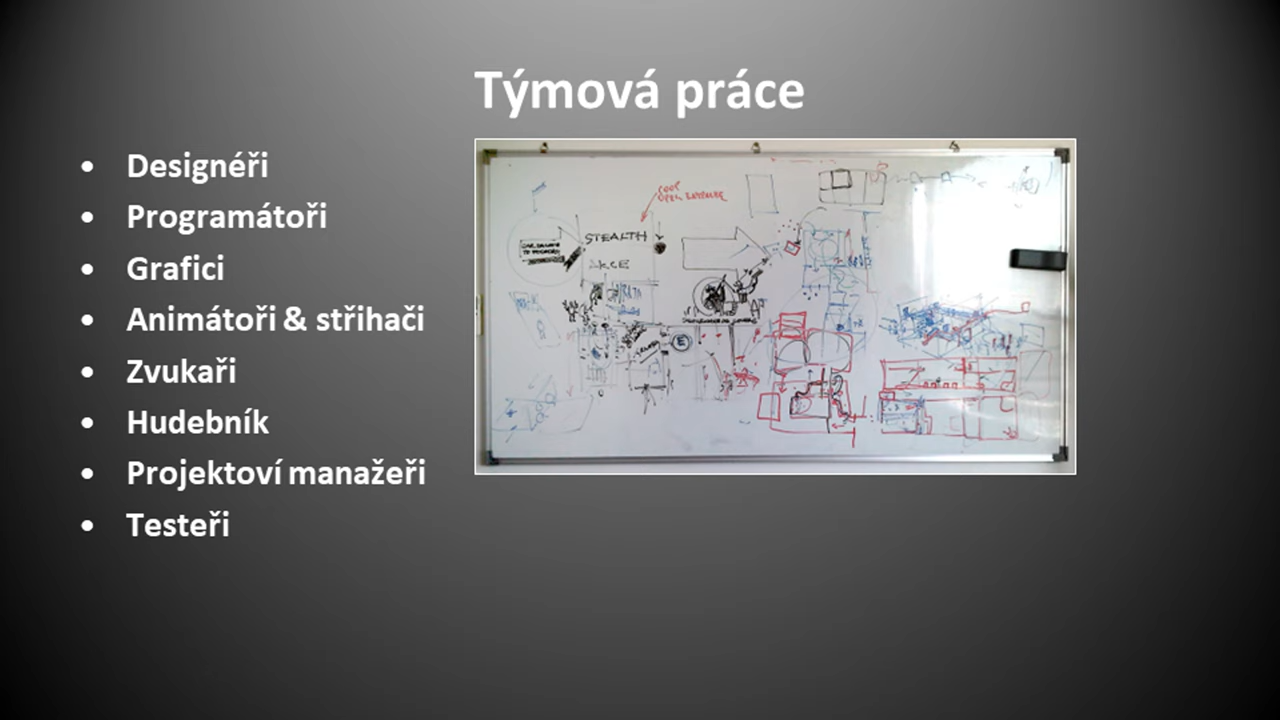 Týmová práce
• Designéři
• Programátoři
• Grafici
• Animátoři & střihači
• Zvukaři
• Hudebník
• Projektoví manažeři
• Testeři
STEALTH
AKCE
E